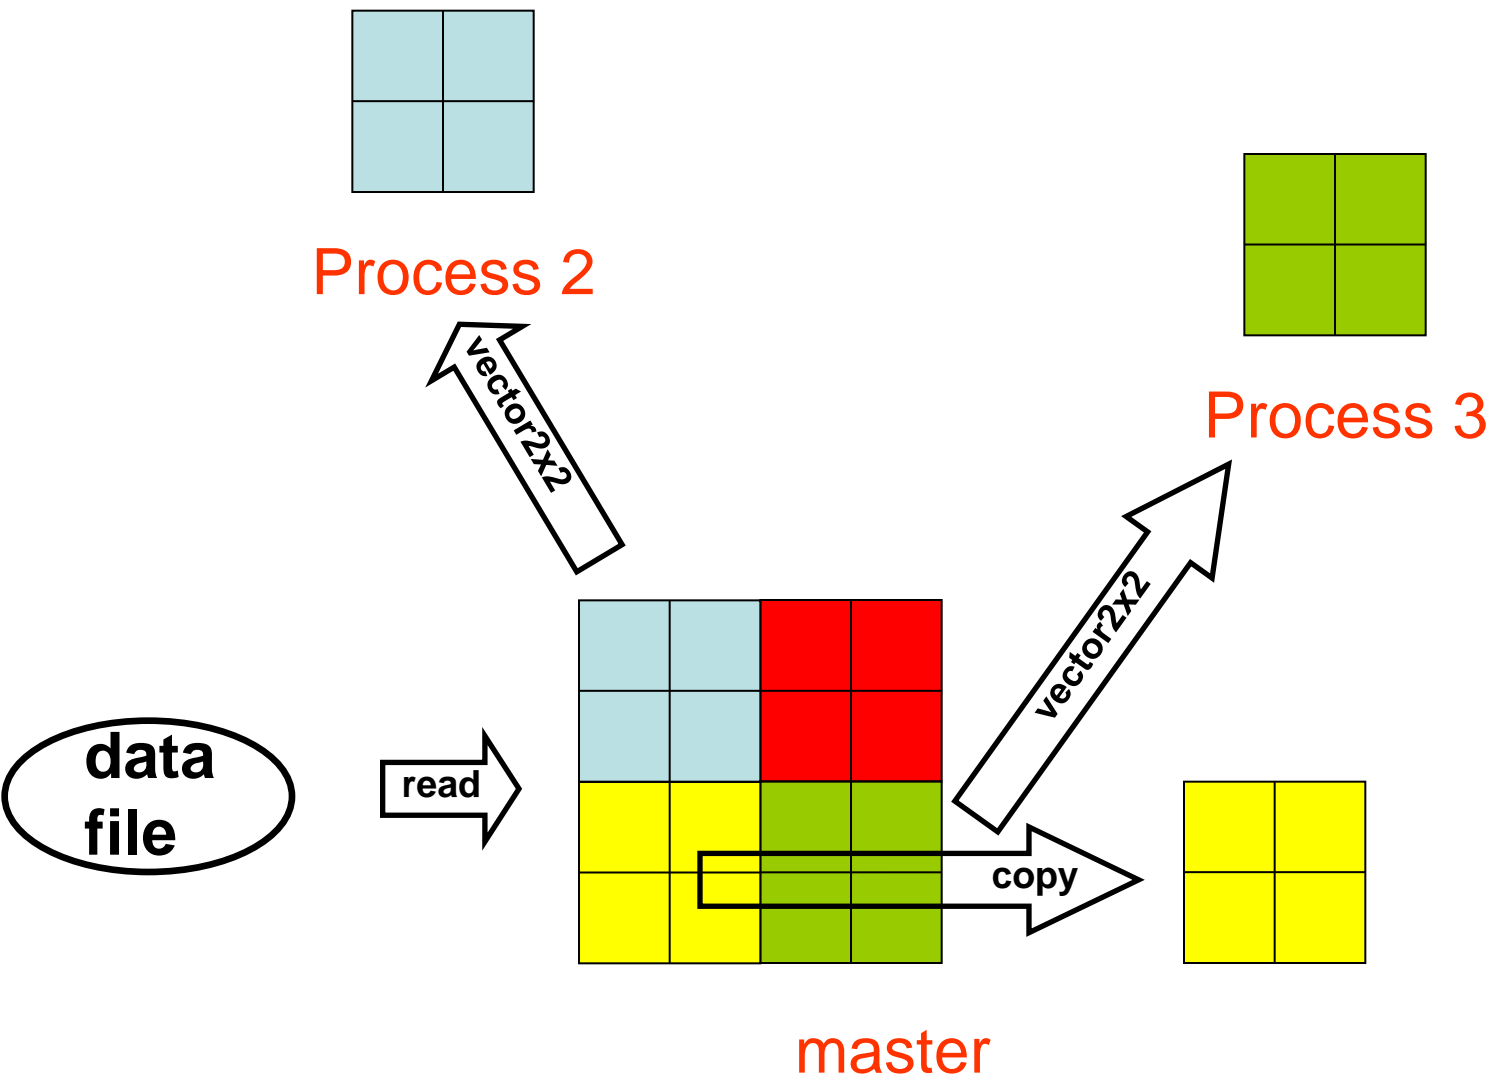 Process 2
Process 3
vector2x2
vector2x2
data
file
read
copy
master